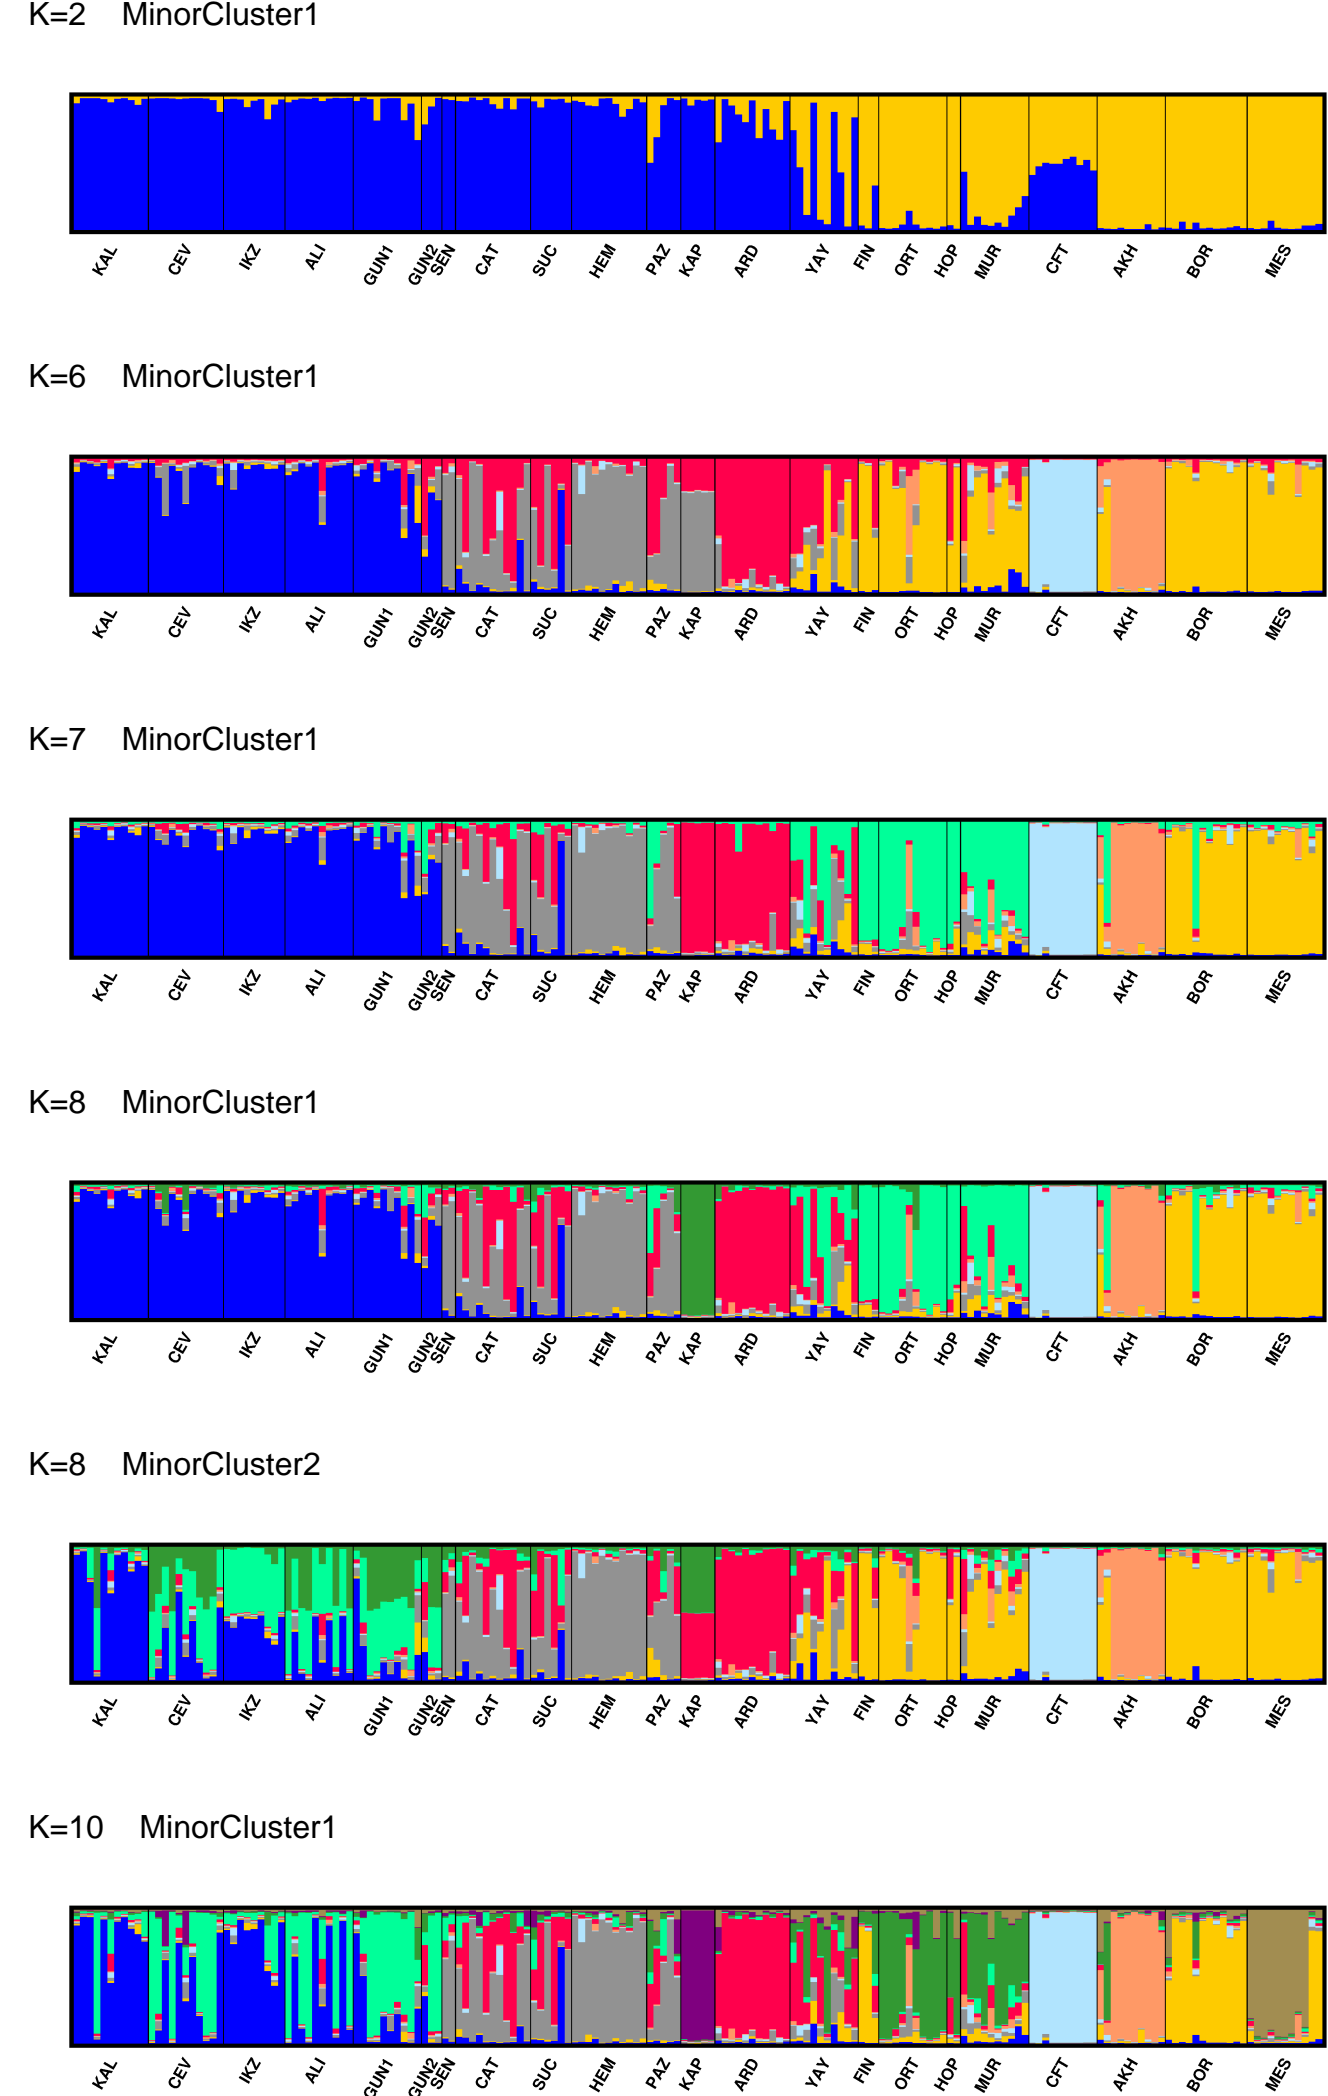 K=2 MinorCluster1
KAL CEV IKZ ALI GUN1 GUN2 SEN CAT SUC HEM PAZ KAP ARD YAY FIN ORT HOP MUR CFT AKH BOR MES
K=6 MinorCluster1
KAL CEV IKZ ALI GUN1 GUN2 SEN CAT SUC HEM PAZ KAP ARD YAY FIN ORT HOP MUR CFT AKH BOR MES
K=7 MinorCluster1
KAL CEV IKZ ALI GUN1 GUN2 SEN CAT SUC HEM PAZ KAP ARD YAY FIN ORT HOP MUR CFT AKH BOR MES
K=8 MinorCluster1
KAL CEV IKZ ALI GUN1 GUN2 SEN CAT SUC HEM PAZ KAP ARD YAY FIN ORT HOP MUR CFT AKH BOR MES
K=8 MinorCluster2
KAL CEV IKZ ALI GUN1 GUN2 SEN CAT SUC HEM PAZ KAP ARD YAY FIN ORT HOP MUR CFT AKH BOR MES
K=10 MinorCluster1
KAL CEV IKZ ALI GUN1 GUN2 SEN CAT SUC HEM PAZ KAP ARD YAY FIN ORT HOP MUR CFT AKH BOR MES